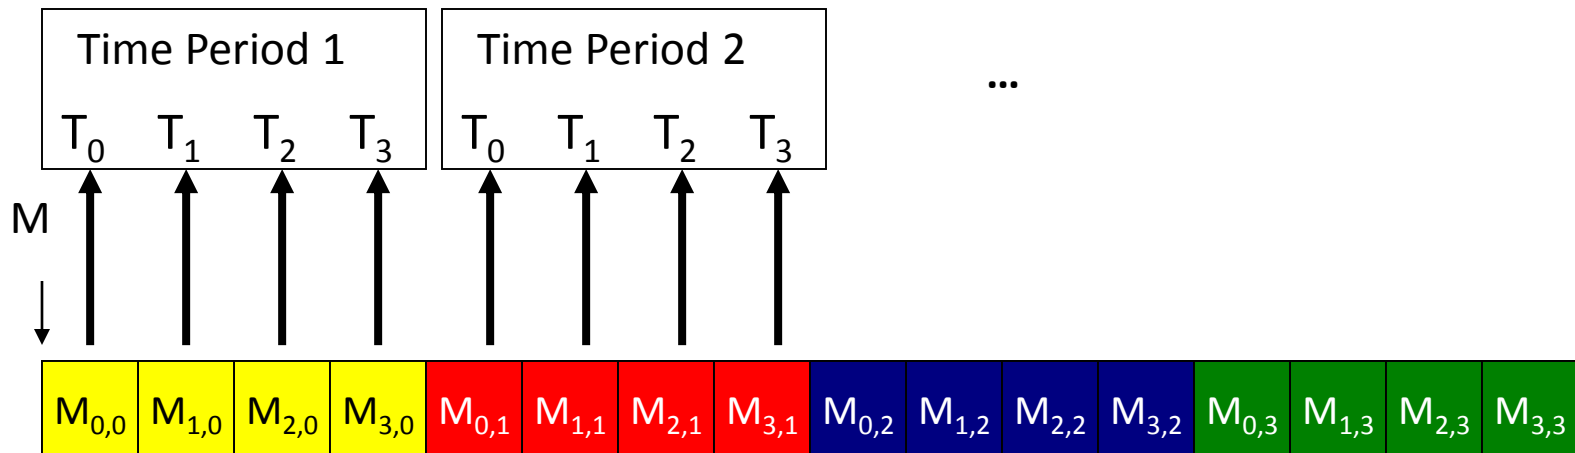 Time Period 1 Time Period 2
...
T0 T1 T2 T3 T0 T1 T2 T3
M
M0,0 M1,0 M2,0 M3,0 M0,1 M1,1 M2,1 M3,1 M0,2 M1,2 M2,2 M3,2 M0,3 M1,3 M2,3 M3,3